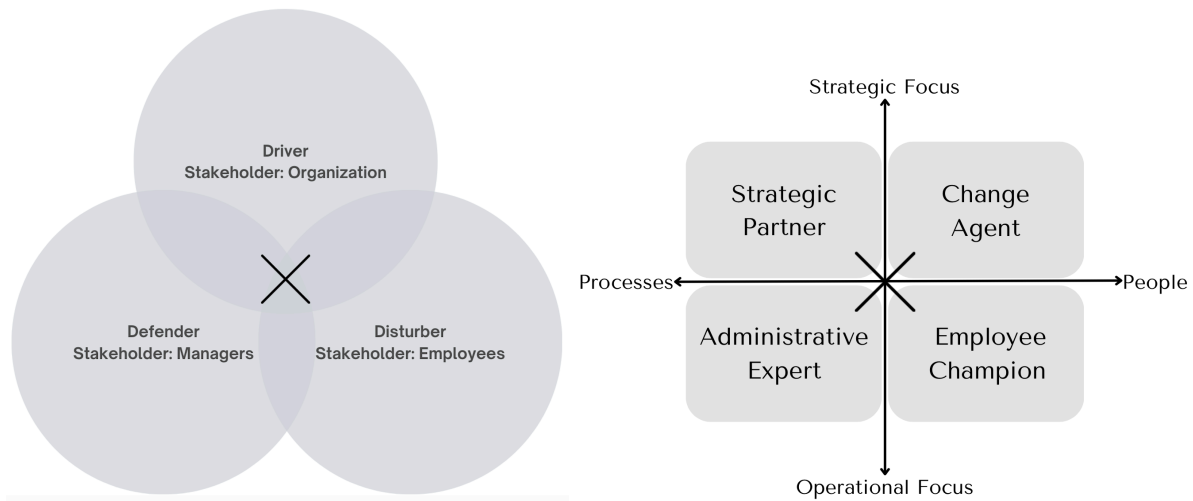 Driver
Stakeholder: Organization
Defender
Stakeholder: Managers
Disturber
Stakeholder: Employees
Strategic Focus
Strategic
Partner
Change
Agent
Processes
People
Administrative
Expert
Employee
Champion
Operational Focus